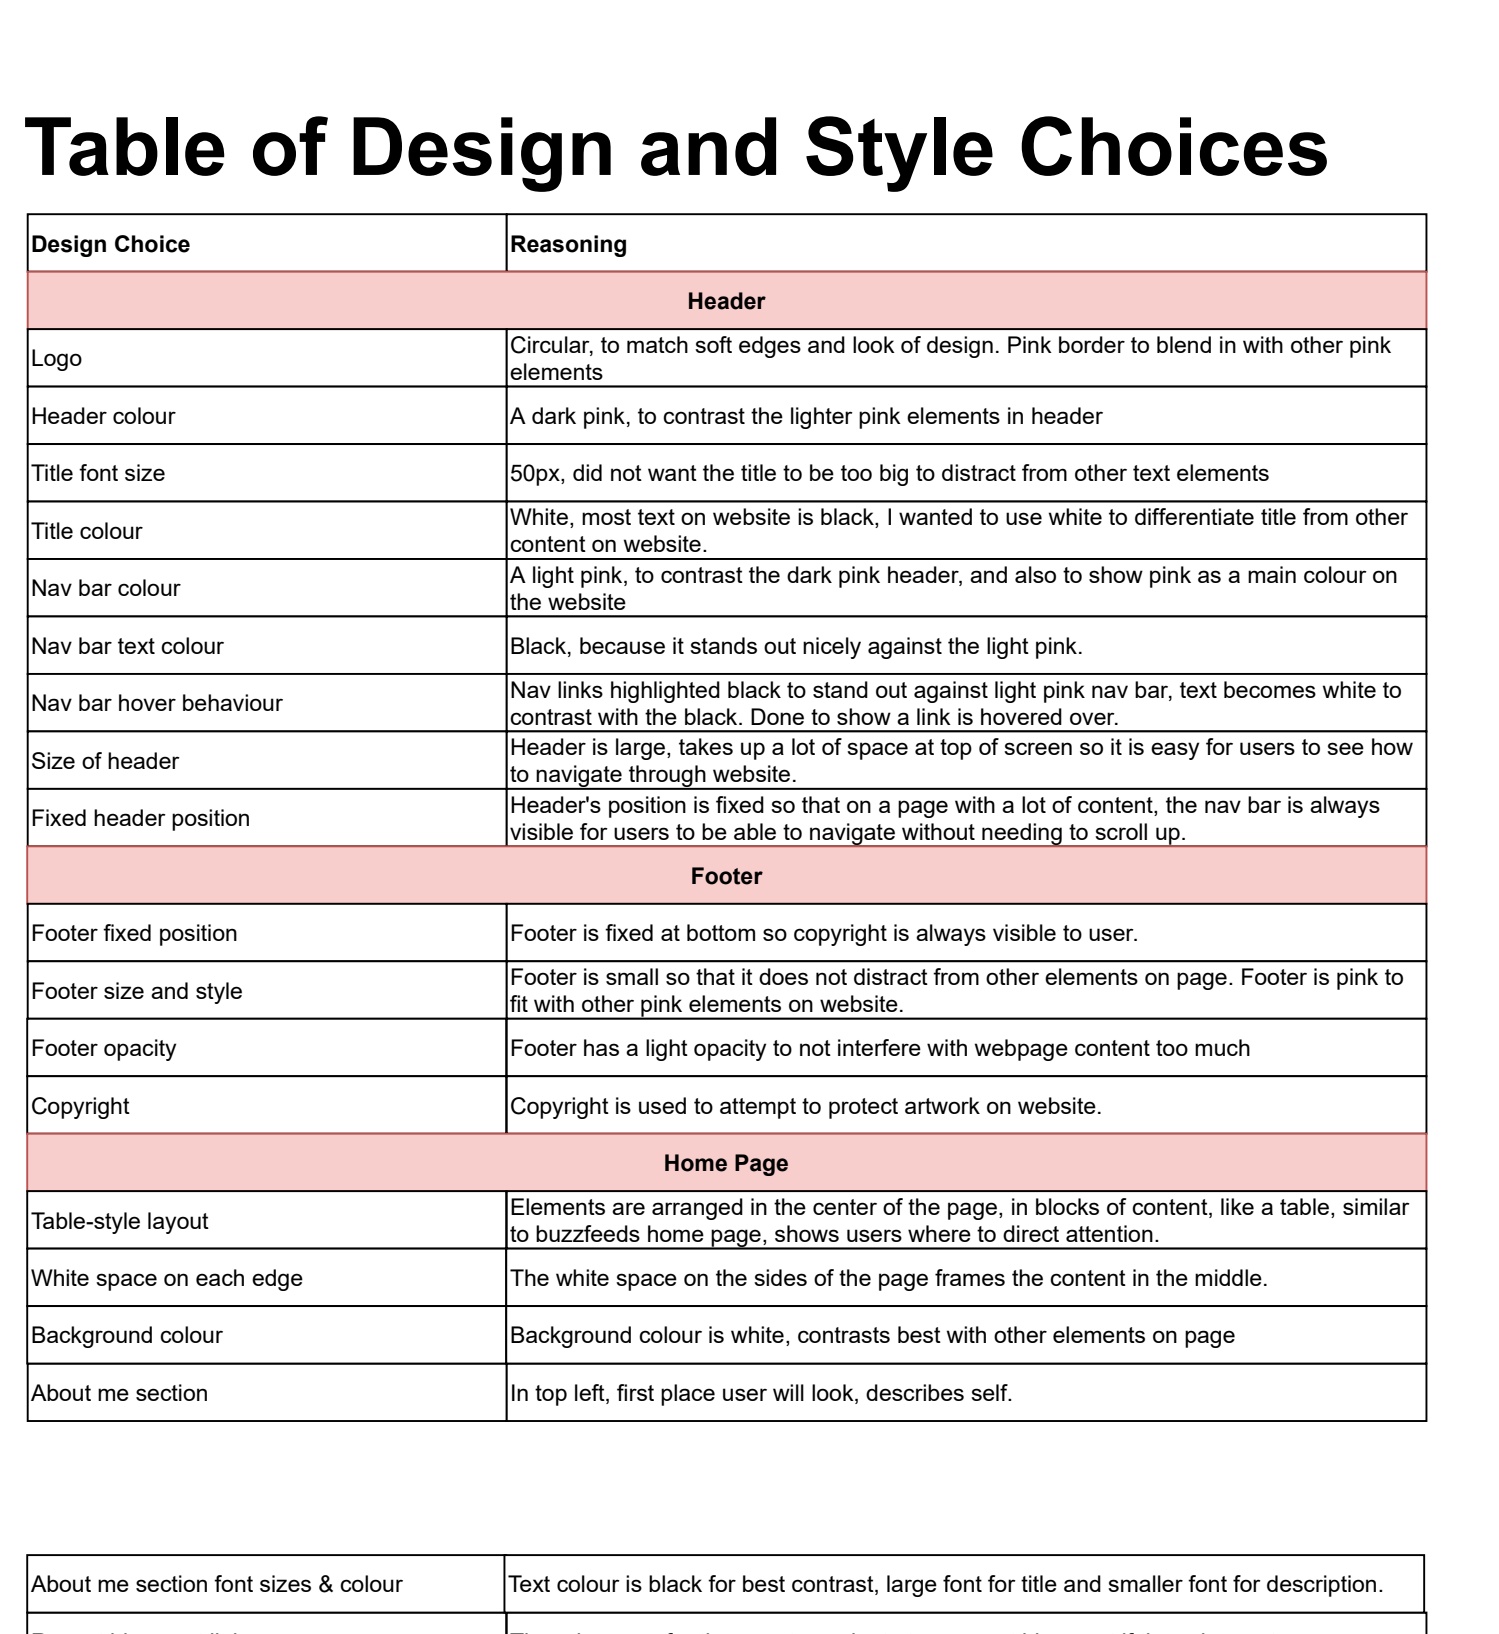 Table of Design and Style Choices
Design Choice
Reasoning
Header
Logo
Circular, to match soft edges and look of design. Pink border to blend in with other pink
elements
Header colour
A dark pink, to contrast the lighter pink elements in header
Title font size
50px, did not want the title to be too big to distract from other text elements
Title colour
White, most text on website is black, I wanted to use white to differentiate title from other
content on website.
Nav bar colour
A light pink, to contrast the dark pink header, and also to show pink as a main colour on
the website
Nav bar text colour
Black, because it stands out nicely against the light pink.
Nav bar hover behaviour
Nav links highlighted black to stand out against light pink nav bar, text becomes white to
contrast with the black. Done to show a link is hovered over.
Size of header
Header is large, takes up a lot of space at top of screen so it is easy for users to see how
to navigate through website.
Fixed header position
Header's position is fixed so that on a page with a lot of content, the nav bar is always
visible for users to be able to navigate without needing to scroll up.
Footer
Footer fixed position
Footer is fixed at bottom so copyright is always visible to user.
Footer size and style
Footer is small so that it does not distract from other elements on page. Footer is pink to
fit with other pink elements on website.
Footer opacity
Footer has a light opacity to not interfere with webpage content too much
Copyright
Copyright is used to attempt to protect artwork on website.
Home Page
Table-style layout
Elements are arranged in the center of the page, in blocks of content, like a table, similar
to buzzfeeds home page, shows users where to direct attention.
White space on each edge
The white space on the sides of the page frames the content in the middle.
Background colour
Background colour is white, contrasts best with other elements on page
About me section
In top left, first place user will look, describes self.
About me section font sizes & colour
Text colour is black for best contrast, large font for title and smaller font for description.